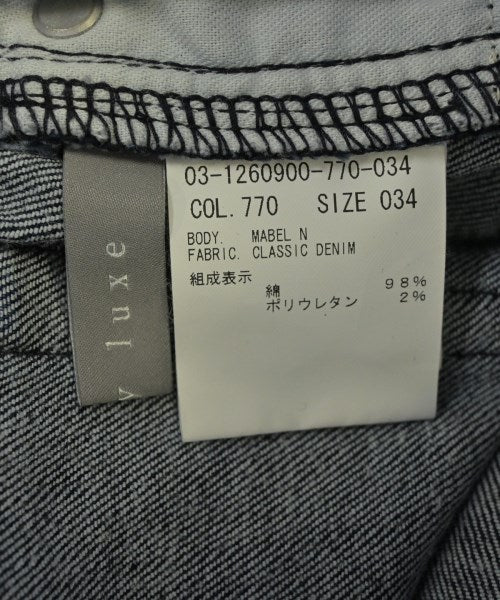 03-1260900-770-034
COL. 770 SIZE 034
BODY. MABEL N
FABRIC. CLASSIC DENIM
組成表示
綿 98%
ポリウレタン 2%
y luxe